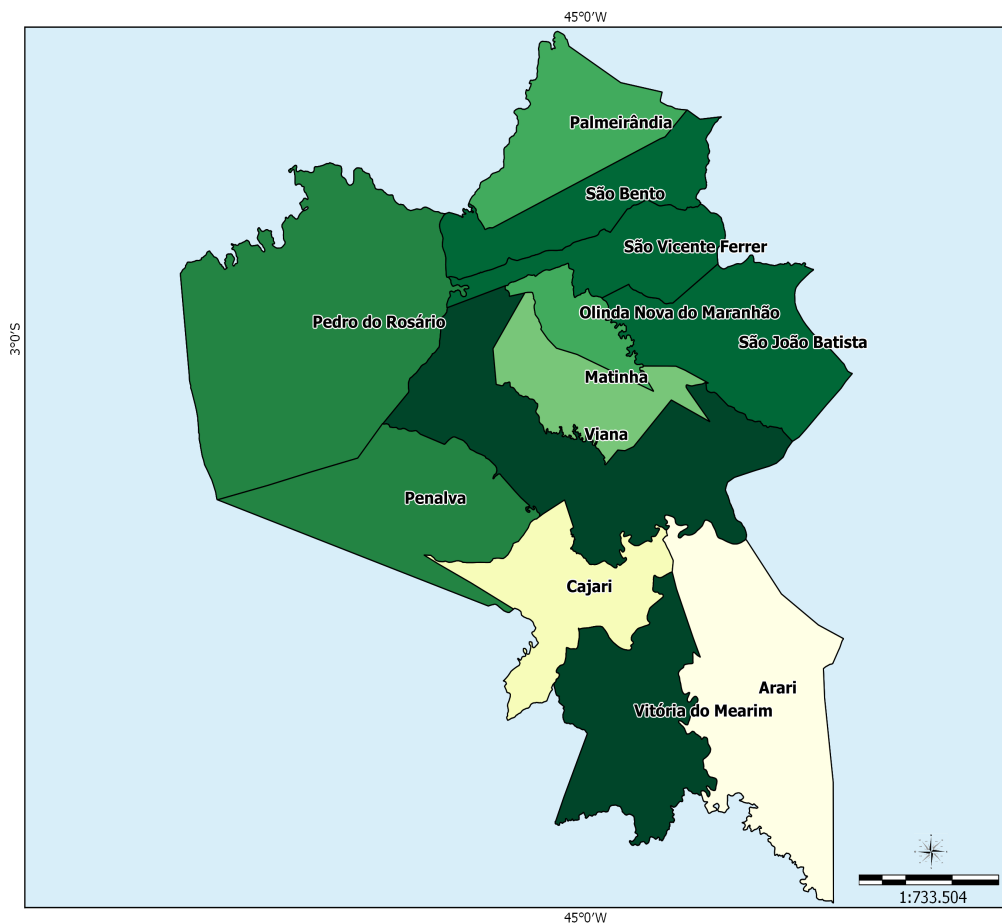 45°0'W
Palmeirândia
São Bento
São Vicente Ferrer
Olinda Nova do Maranhão
Pedro do Rosário
3°0'S
São João Batista
Matinha
Viana
Penalva
Cajari
Arari
Vitória do Mearim
1:733.504
45°0'W